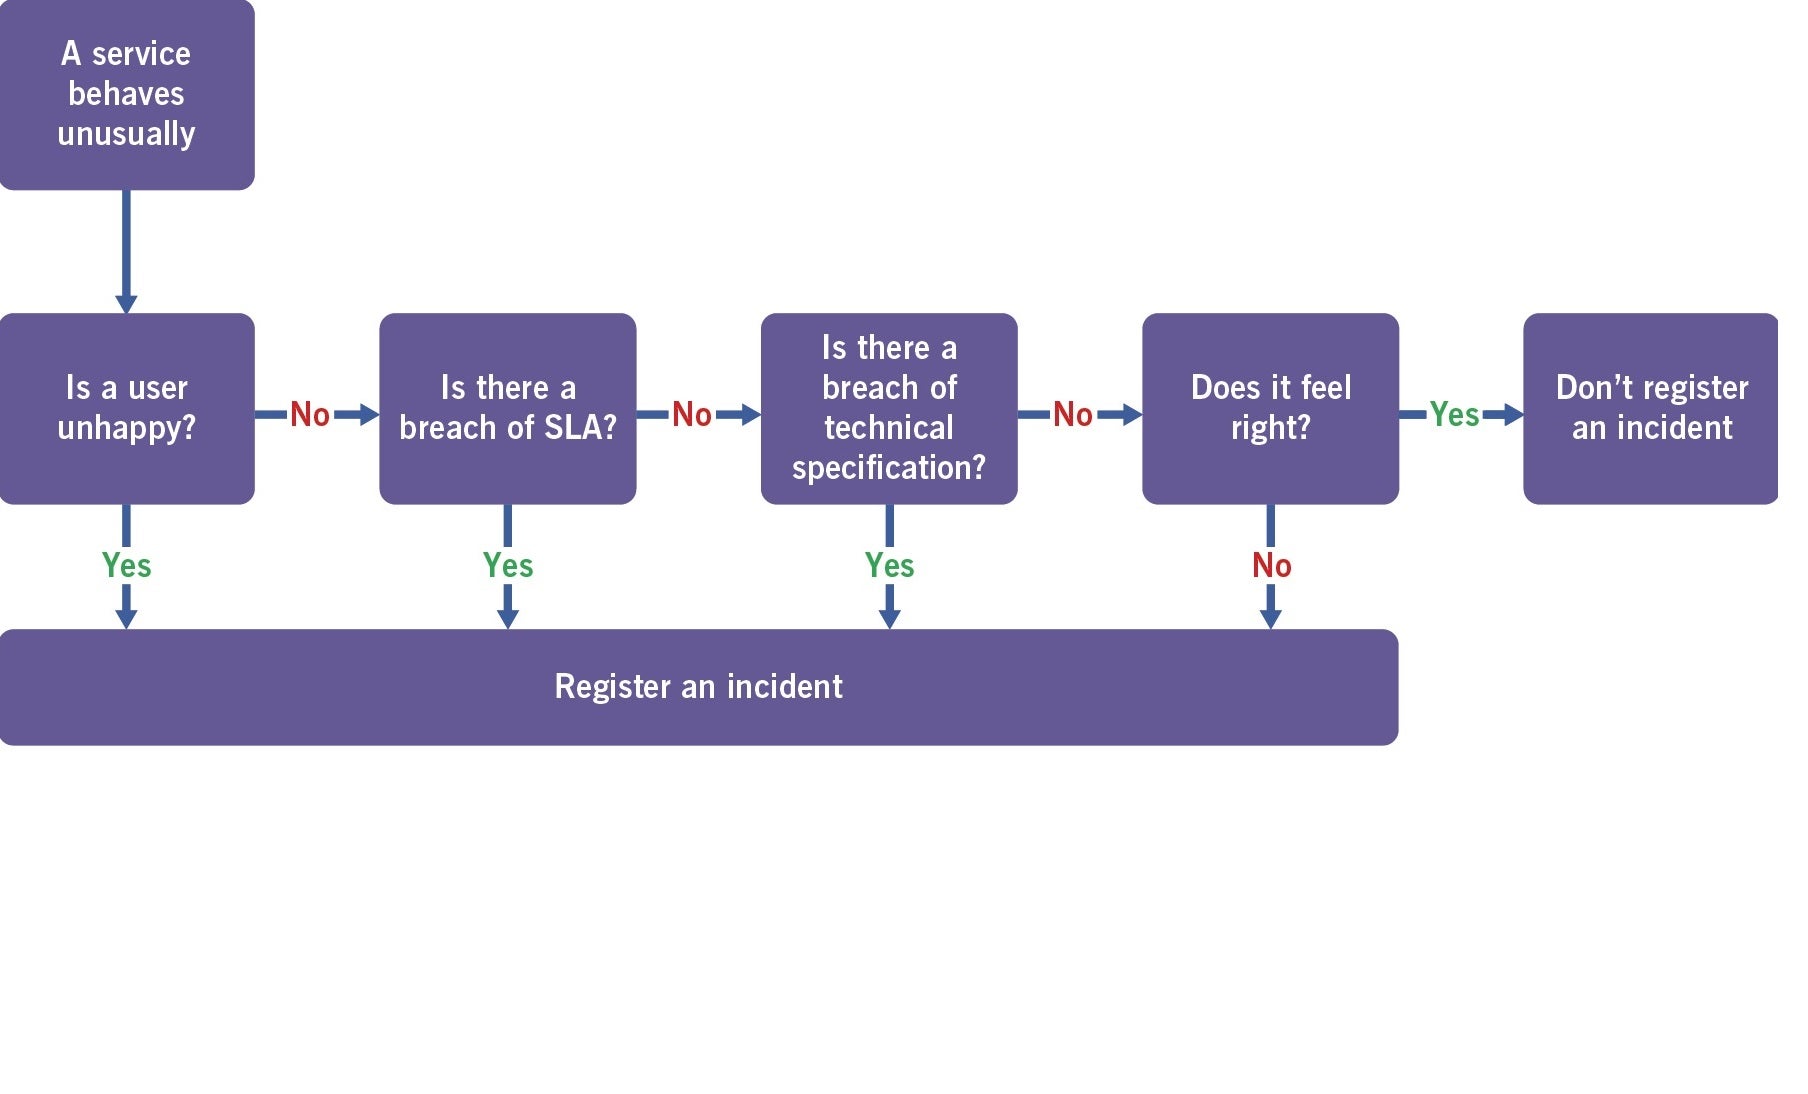 A service
behaves
unusually
Is a user
unhappy?
No
Is there a
breach of SLA?
No
Is there a
breach of
technical
specification?
No
Does it feel
right?
Yes
Don’t register
an incident
Yes
Yes
Yes
No
Register an incident